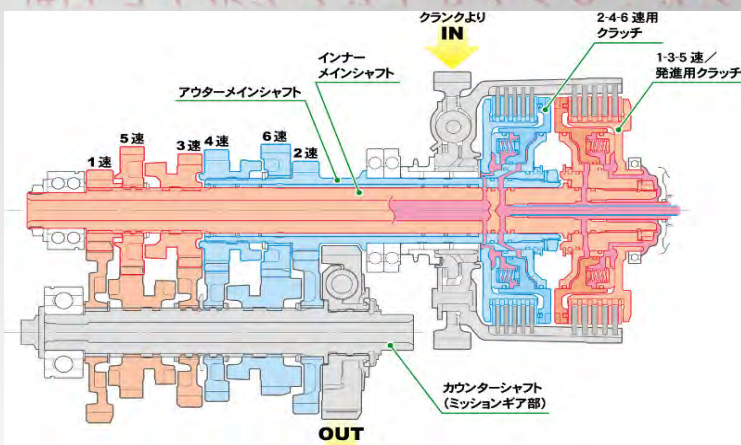 クランクより
IN
2-4-6 速用
クラッチ
インナー
メインシャフト
1-3-5 速／
発進用クラッチ
アウターメインシャフト
5速
6速
3速
4速
1速
2速
カウンターシャフト
(ミッションギア部)
OUT